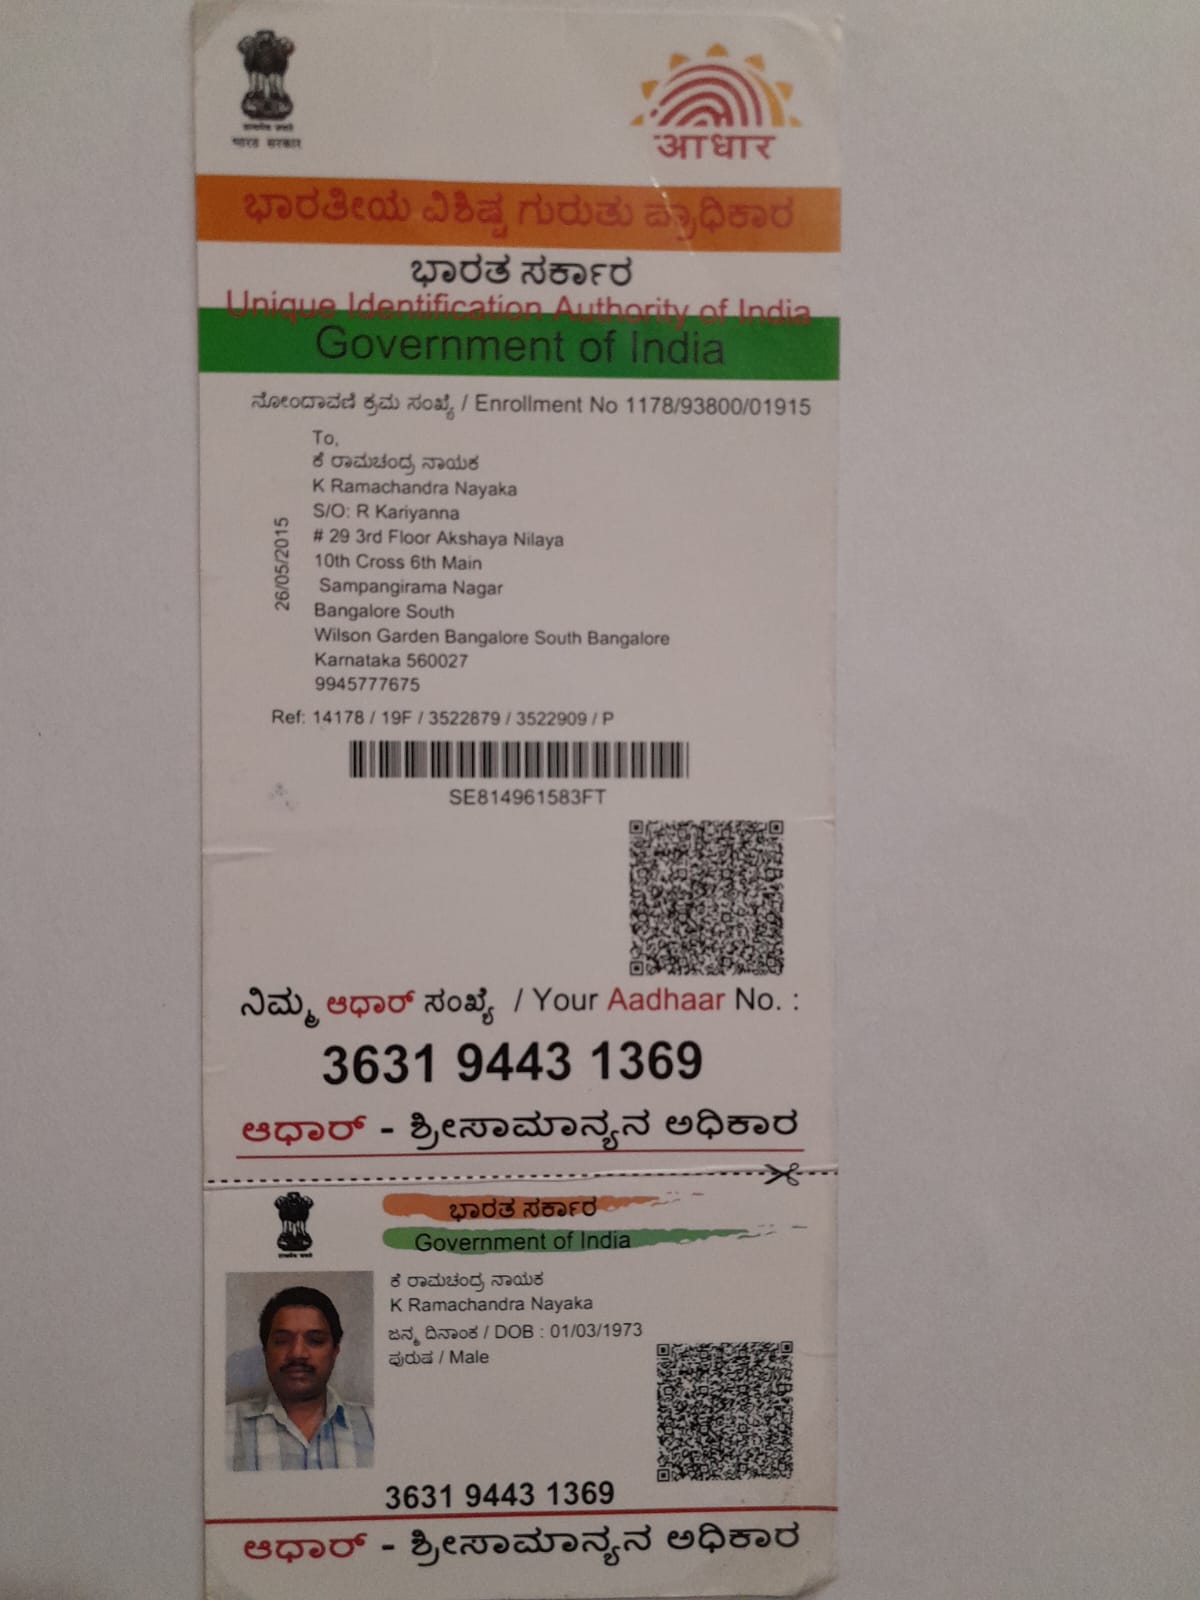 सत्यमेव जयते
भारत सरकार
आधार
ಭಾರತೀಯ ವಿಶಿಷ್ಟ ಗುರುತು ಪ್ರಾಧಿಕಾರ
ಭಾರತ ಸರ್ಕಾರ
Unique Identification Authority of India
Government of India
ನೋಂದಾವಣಿ ಕ್ರಮ ಸಂಖ್ಯೆ / Enrollment No 1178/93800/01915
To,
ಕೆ ರಾಮಚಂದ್ರ ನಾಯಕ
K Ramachandra Nayaka
S/O: R Kariyanna
# 29 3rd Floor Akshaya Nilaya
10th Cross 6th Main
Sampangirama Nagar
Bangalore South
Wilson Garden Bangalore South Bangalore
Karnataka 560027
9945777675
26/05/2015
Ref: 14178 / 19F / 3522879 / 3522909 / P
SE814961583FT
ನಿಮ್ಮ ಆಧಾರ್ ಸಂಖ್ಯೆ / Your Aadhaar No. :
3631 9443 1369
ಆಧಾರ್ - ಶ್ರೀಸಾಮಾನ್ಯನ ಅಧಿಕಾರ
ಭಾರತ ಸರ್ಕಾರ
Government of India
सत्यमेव जयते
ಕೆ ರಾಮಚಂದ್ರ ನಾಯಕ
K Ramachandra Nayaka
ಜನ್ಮ ದಿನಾಂಕ / DOB : 01/03/1973
ಪುರುಷ / Male
3631 9443 1369
ಆಧಾರ್ - ಶ್ರೀಸಾಮಾನ್ಯನ ಅಧಿಕಾರ